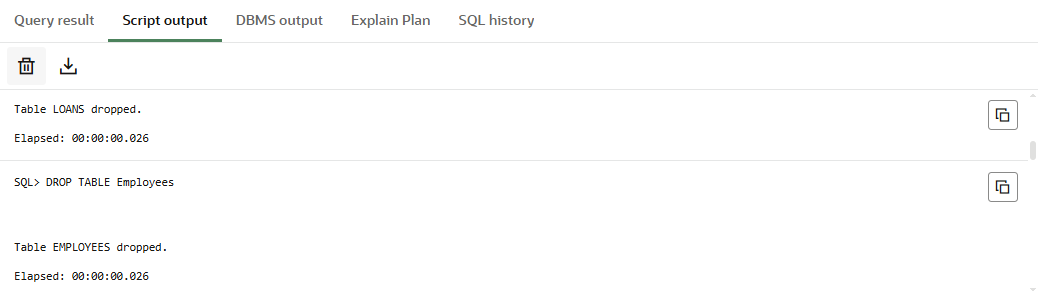 Query result Script output DBMS output Explain Plan SQL history
Table LOANS dropped.
Elapsed: 00:00:00.026
SQL> DROP TABLE Employees
Table EMPLOYEES dropped.
Elapsed: 00:00:00.026